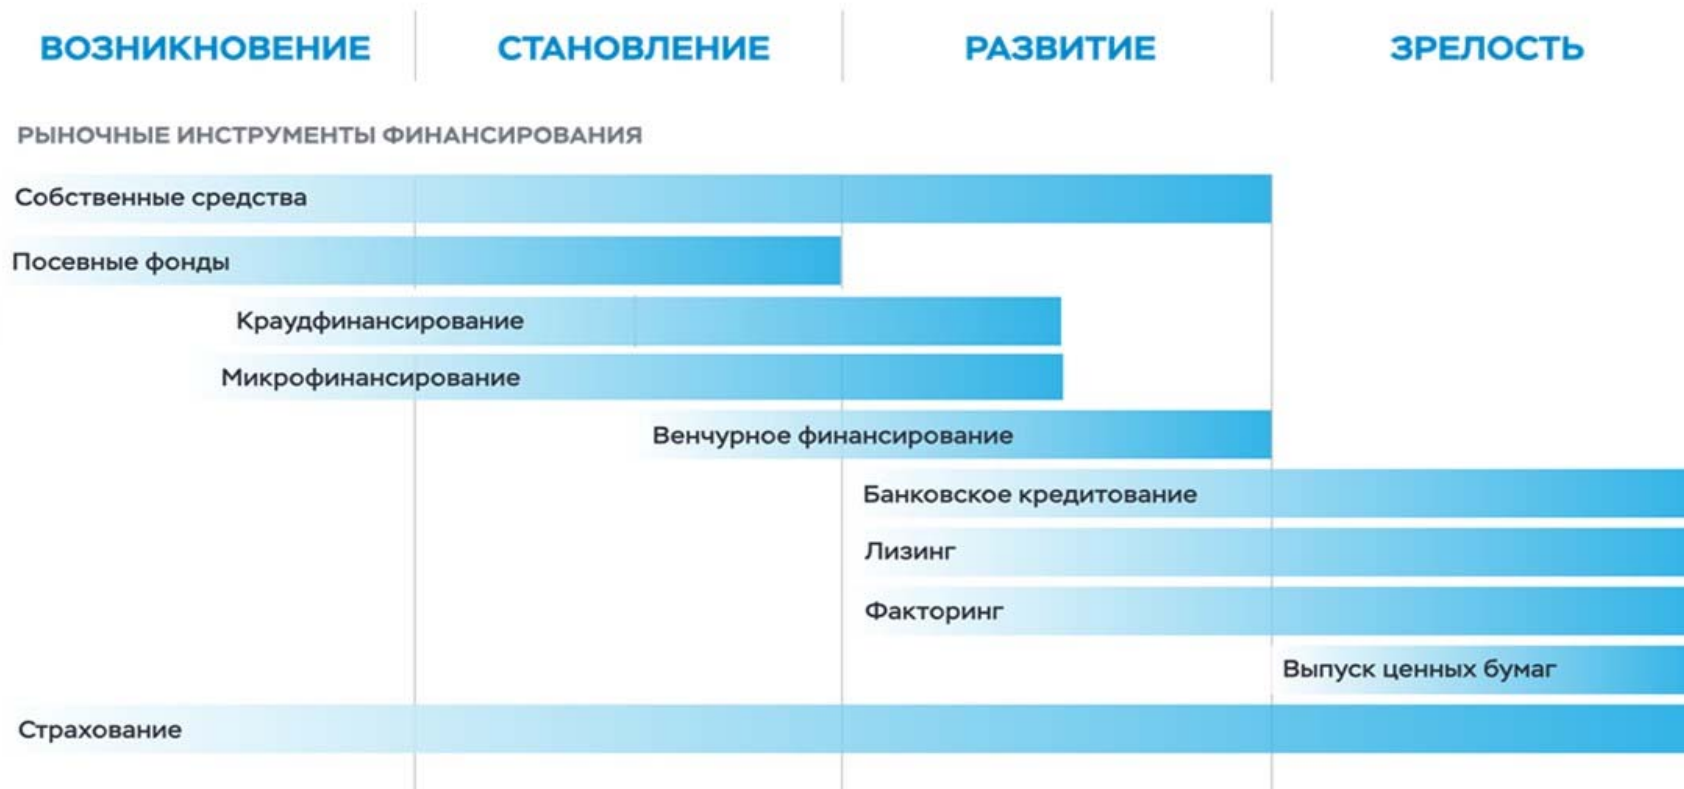 ВОЗНИКНОВЕНИЕ СТАНОВЛЕНИЕ РАЗВИТИЕ ЗРЕЛОСТЬ
РЫНОЧНЫЕ ИНСТРУМЕНТЫ ФИНАНСИРОВАНИЯ
Собственные средства
Посевные фонды
Краудфинансирование
Микрофинансирование
Венчурное финансирование
Банковское кредитование
Лизинг
Факторинг
Выпуск ценных бумаг
Страхование